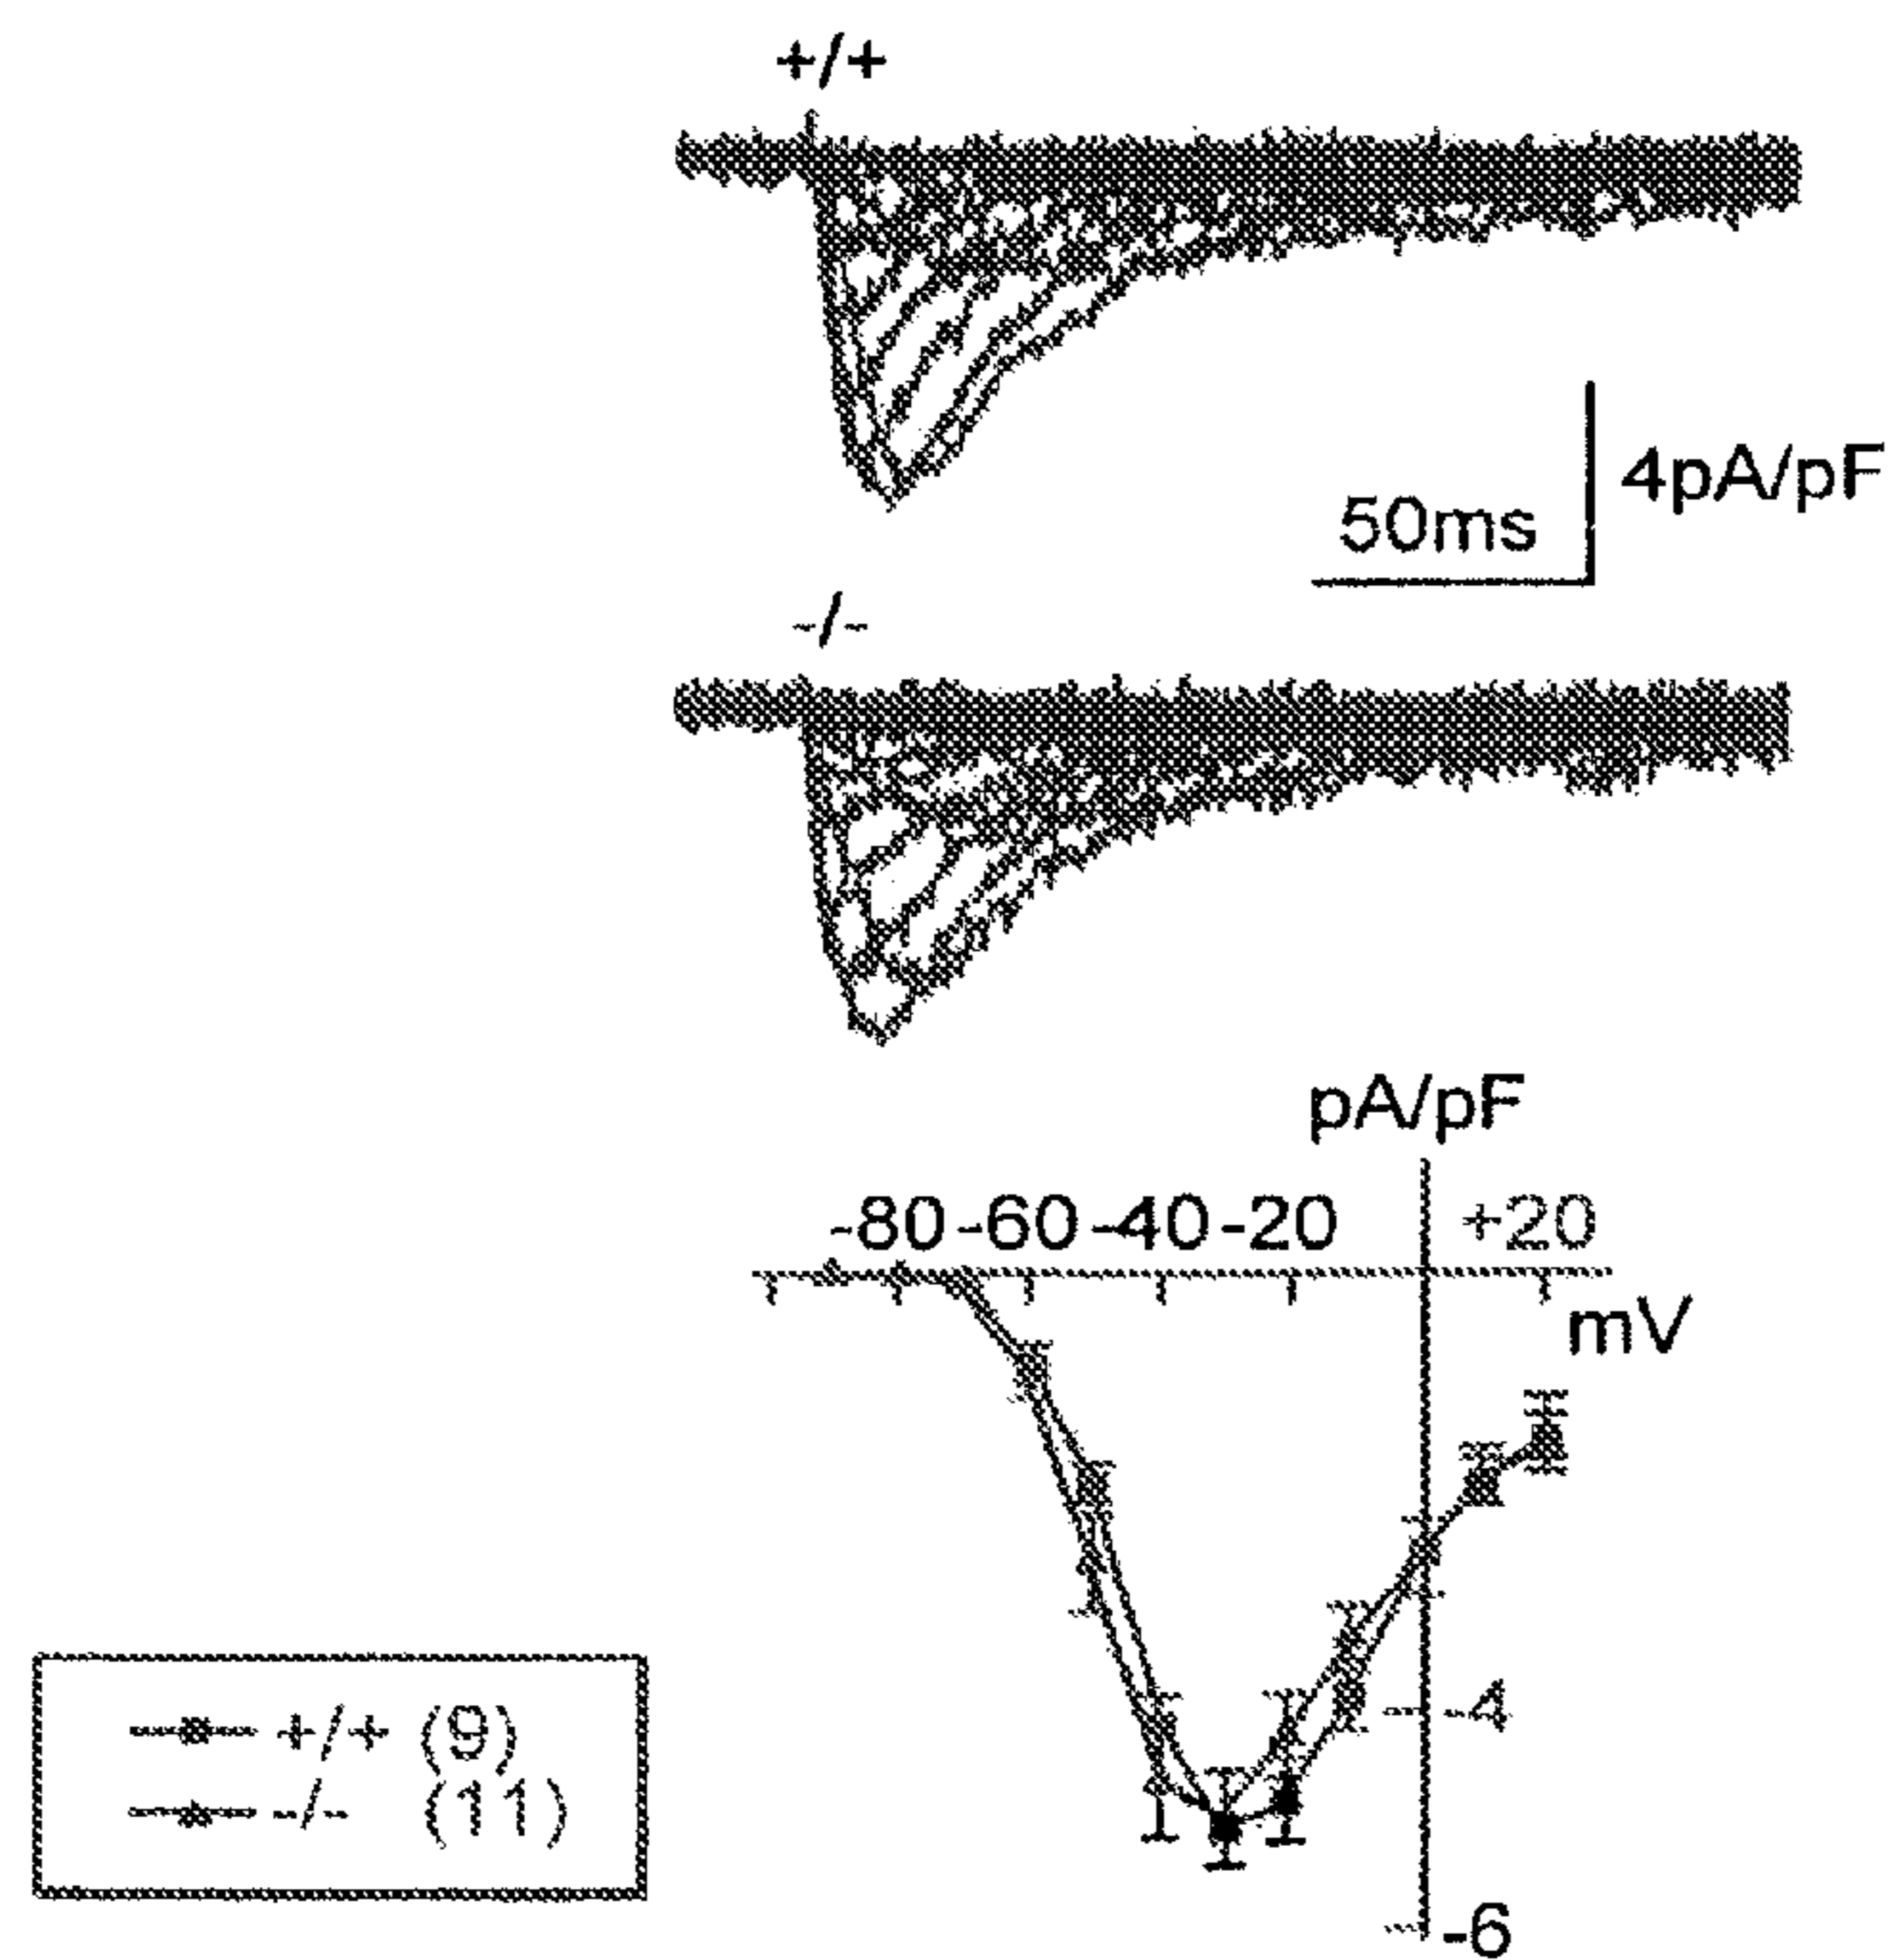 +/+
4pA/pF
50ms
-/-
pA/pF
-80 -60 -40 -20 +20
mV
-4
-6
+/+ (9)
-/- (11)